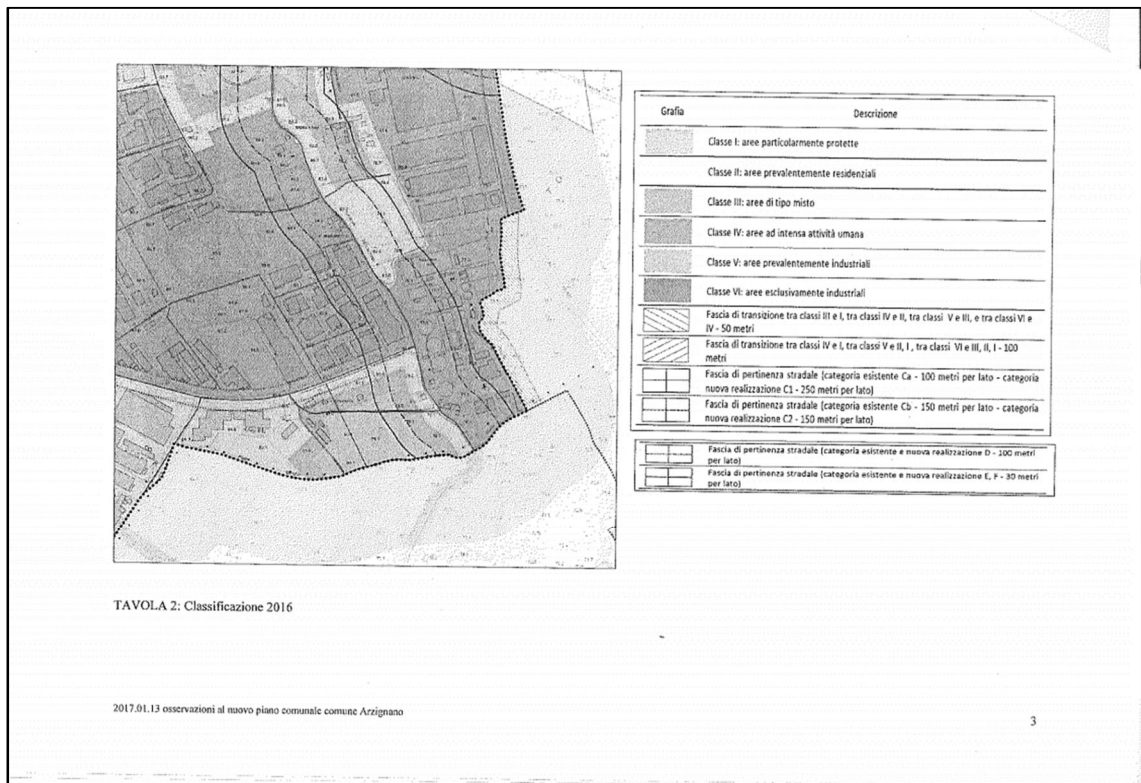 Grafia
Descrizione
Classe I: aree particolarmente protette
Classe II: aree prevalentemente residenziali
Classe III: aree di tipo misto
Classe IV: aree ad intensa attività umana
Classe V: aree prevalentemente industriali
Classe VI: aree esclusivamente industriali
Fascia di transizione tra classi III e I, tra classi IV e II, tra classi V e III, e tra classi VI e
IV - 50 metri
Fascia di transizione tra classi IV e I, tra classi V e II, I , tra classi VI e III, II, I - 100
metri
Fascia di pertinenza stradale (categoria esistente Ca - 100 metri per lato - categoria
nuova realizzazione C1 - 250 metri per lato)
Fascia di pertinenza stradale (categoria esistente Cb - 150 metri per lato - categoria
nuova realizzazione C2 - 150 metri per lato)
Fascia di pertinenza stradale (categoria esistente e nuova realizzazione D - 100 metri
per lato)
Fascia di pertinenza stradale (categoria esistente e nuova realizzazione E, F - 30 metri
per lato)
TAVOLA 2: Classificazione 2016
2017.01.13 osservazioni al nuovo piano comunale comune Arzignano
3